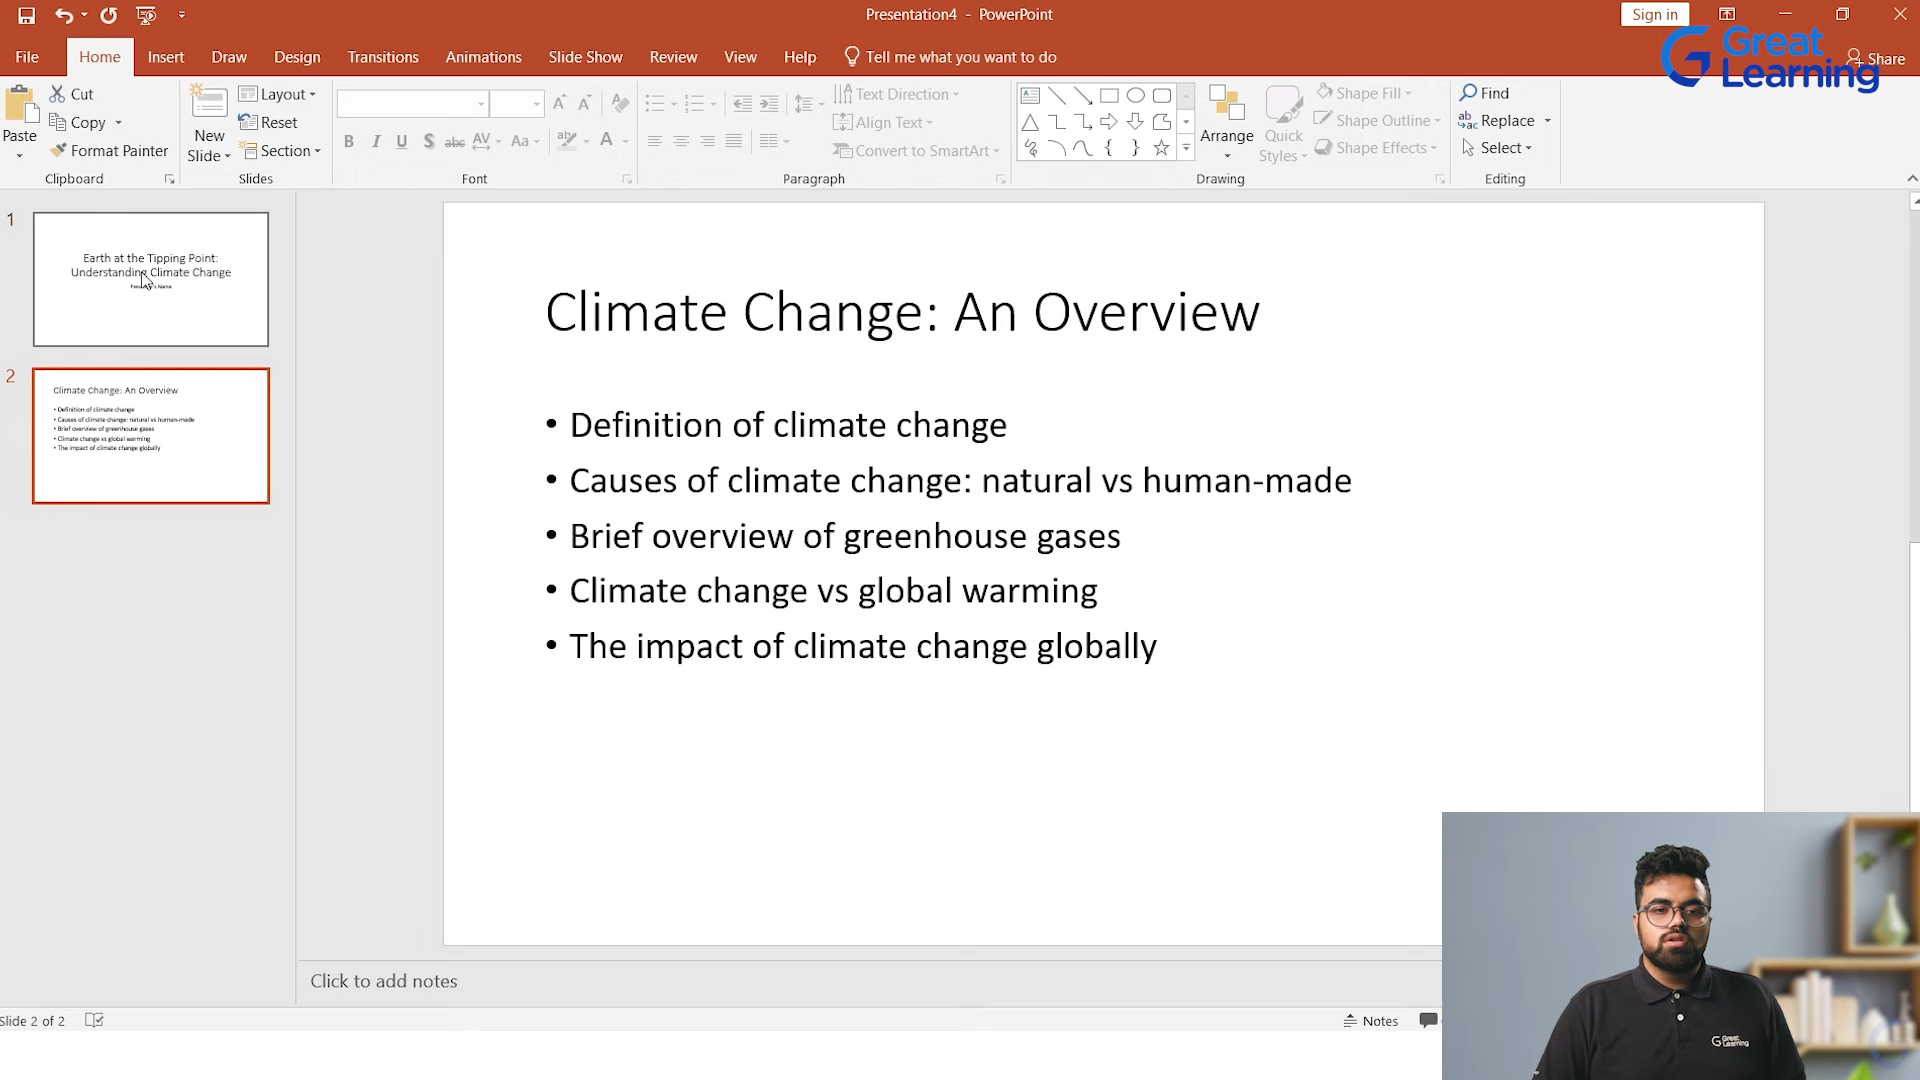 Presentation4 - PowerPoint
Sign in
Great
Learning
File
Home
Insert
Draw
Design
Transitions
Animations
Slide Show
Review
View
Help
Tell me what you want to do
Share
Paste
Cut
Copy
Format Painter
Clipboard
New
Slide
Layout
Reset
Section
Slides
B I U S abc AV Aa A
Font
Text Direction
Align Text
Convert to SmartArt
Paragraph
Arrange
Quick
Styles
Shape Fill
Shape Outline
Shape Effects
Drawing
Find
Replace
Select
Editing
1
Earth at the Tipping Point:
Understanding Climate Change
2
Climate Change: An Overview
• Definition of climate change
• Causes of climate change: natural vs human-made
• Brief overview of greenhouse gases
• Climate change vs global warming
• The impact of climate change globally
Climate Change: An Overview
• Definition of climate change
• Causes of climate change: natural vs human-made
• Brief overview of greenhouse gases
• Climate change vs global warming
• The impact of climate change globally
Click to add notes
Slide 2 of 2
Notes
Great
Learning